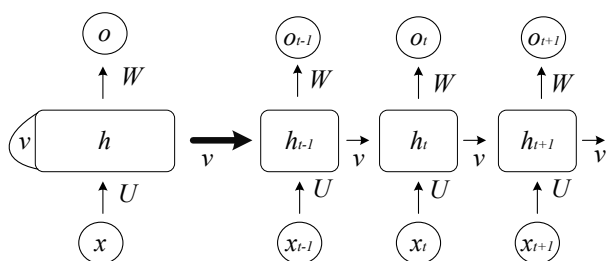 o o_{t-1} o_t o_{t+1}
W W W W
v h h_{t-1} h_t h_{t+1}
v v v v
U U U U
x x_{t-1} x_t x_{t+1}